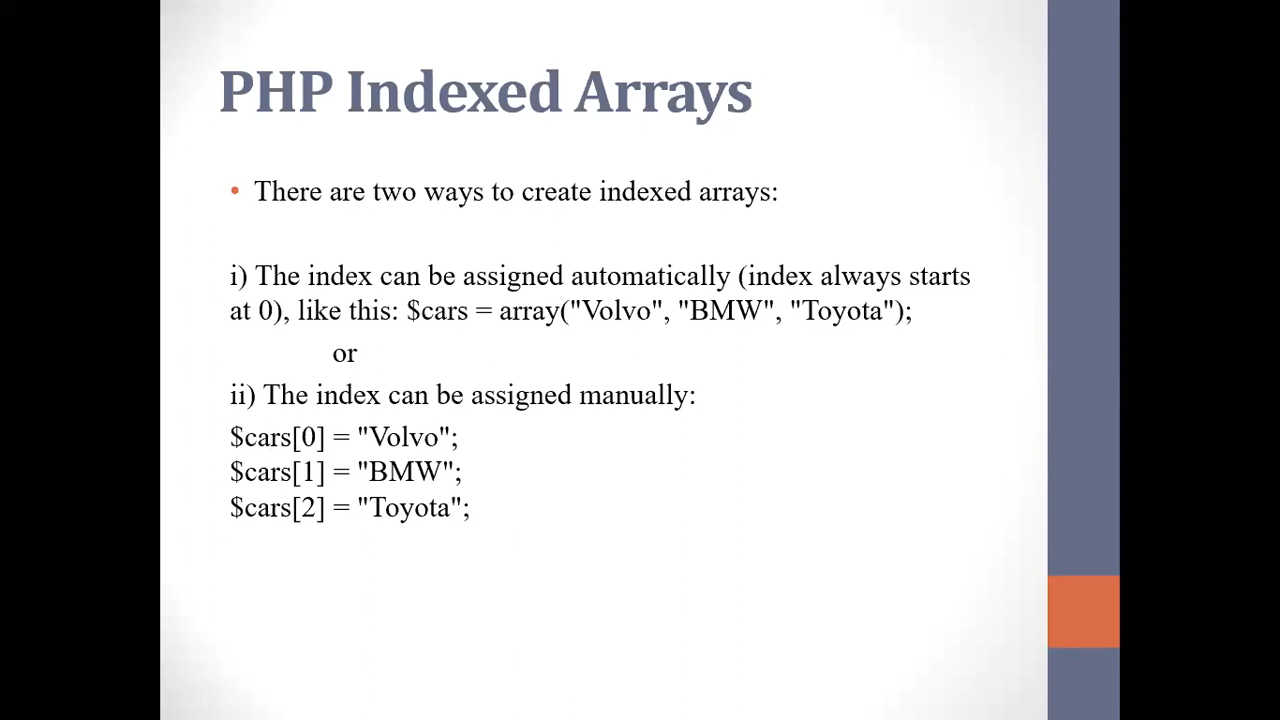 PHP Indexed Arrays
• There are two ways to create indexed arrays:
i) The index can be assigned automatically (index always starts
at 0), like this: $cars = array("Volvo", "BMW", "Toyota");
or
ii) The index can be assigned manually:
$cars[0] = "Volvo";
$cars[1] = "BMW";
$cars[2] = "Toyota";